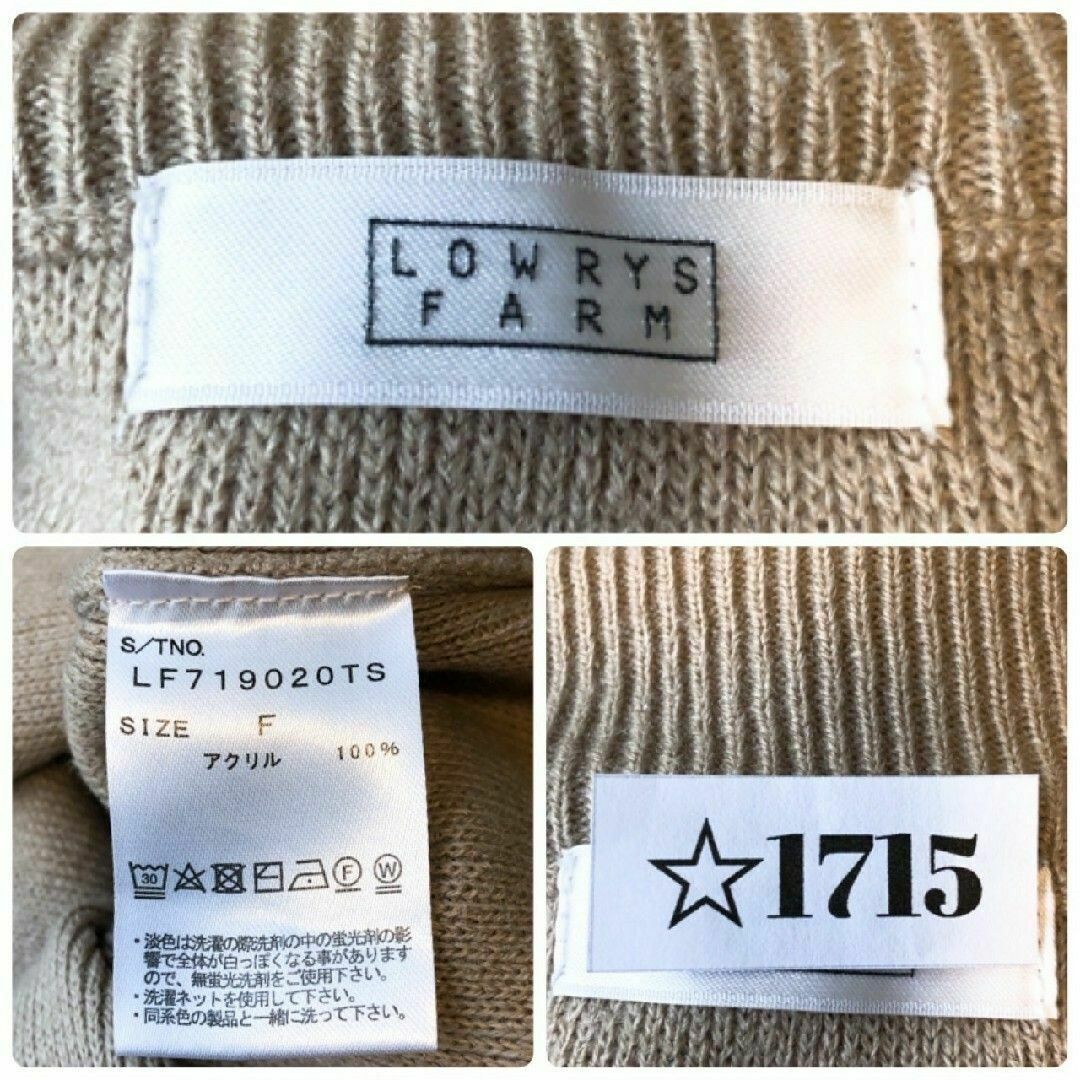 LOWRYS
FARM
S/TNO.
LF719020TS
SIZE F
アクリル 100%
30 F W
・淡色は洗濯の際洗剤の中の蛍光剤の影
響で全体が白っぽくなる事があります
ので、無蛍光洗剤をご使用下さい。
・洗濯ネットを使用して下さい。
・同系色の製品と一緒に洗って下さい。
☆1715